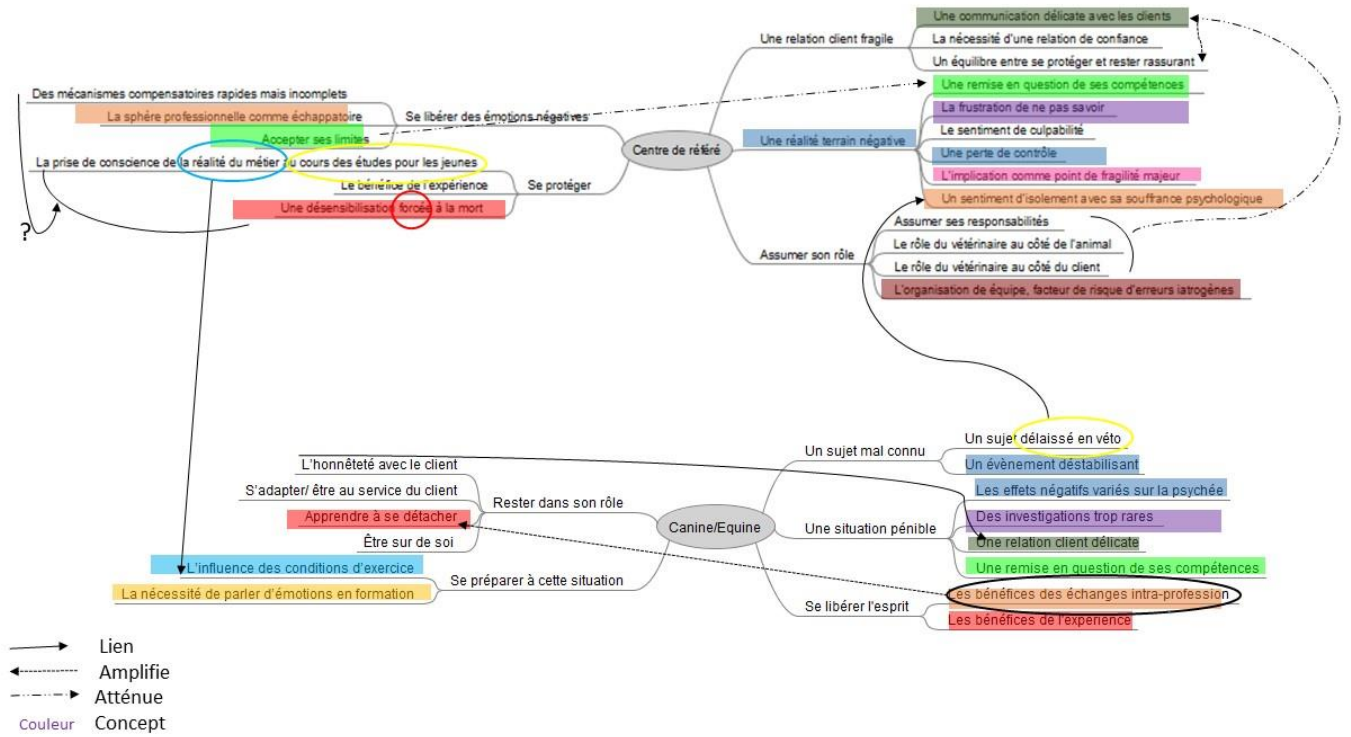 Une communication délicate avec les clients
Une relation client fragile
La nécessité d'une relation de confiance
Un équilibre entre se protéger et rester rassurant
Des mécanismes compensatoires rapides mais incomplets
La sphère professionnelle comme échappatoire
Se libérer des émotions négatives
Accepter ses limites
La prise de conscience de la réalité du métier au cours des études pour les jeunes
Le bénéfice de l'expérience
Se protéger
Une désensibilisation forcée à la mort
?
Centre de référé
Une remise en question de ses compétences
La frustration de ne pas savoir
Une réalité terrain négative
Le sentiment de culpabilité
Une perte de contrôle
L'implication comme point de fragilité majeur
Un sentiment d'isolement avec sa souffrance psychologique
Assumer ses responsabilités
Le rôle du vétérinaire au côté de l'animal
Assumer son rôle
Le rôle du vétérinaire au côté du client
L'organisation de équipe, facteur de risque d'erreurs iatrogènes
Un sujet délaissé en véto
Un sujet mal connu
Un évènement déstabilisant
L'honnêteté avec le client
S'adapter/ être au service du client
Rester dans son rôle
Apprendre à se détacher
Être sur de soi
L'influence des conditions d'exercice
Se préparer à cette situation
La nécessité de parler d'émotions en formation
Canine/Equine
Les effets négatifs variés sur la psychée
Des investigations trop rares
Une situation pénible
Une relation client délicate
Une remise en question de ses compétences
Les bénéfices des échanges intra-profession
Se libérer l'esprit
Les bénéfices de l'expérience
Lien
Amplifie
Atténue
Couleur Concept